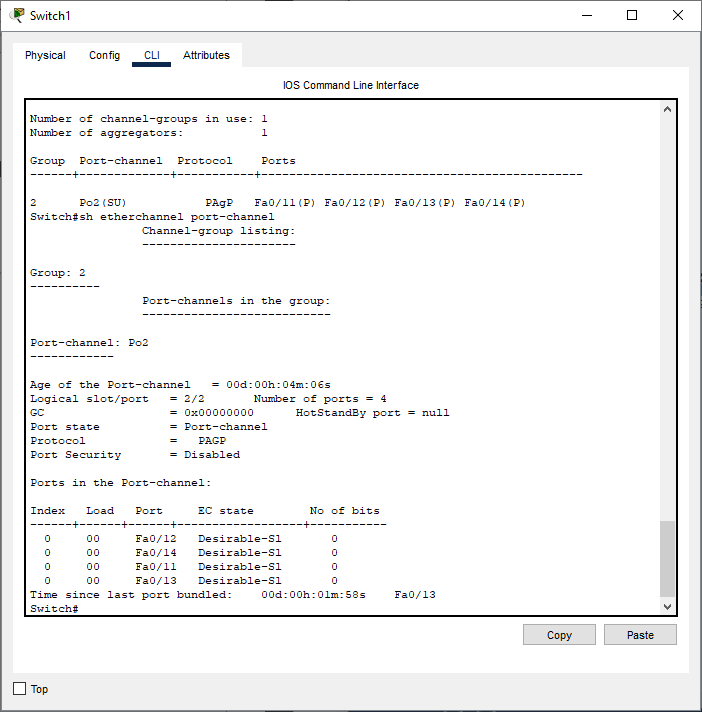 Switch1
Physical Config CLI Attributes
IOS Command Line Interface
Number of channel-groups in use: 1
Number of aggregators:           1
Group  Port-channel  Protocol    Ports
------+-------------+-----------+----------------------------------------------
2      Po2(SU)           PAgP   Fa0/11(P) Fa0/12(P) Fa0/13(P) Fa0/14(P)
Switch#sh etherchannel port-channel
                Channel-group listing:
                ----------------------
Group: 2
----------
                Port-channels in the group:
                ---------------------------
Port-channel: Po2
------------
Age of the Port-channel   = 00d:00h:04m:06s
Logical slot/port   = 2/2       Number of ports = 4
GC                  = 0x00000000      HotStandBy port = null
Port state          = Port-channel
Protocol            =   PAGP
Port Security       = Disabled
Ports in the Port-channel:
Index   Load   Port     EC state        No of bits
------+------+------+------------------+-----------
  0     00     Fa0/12   Desirable-Sl       0
  0     00     Fa0/14   Desirable-Sl       0
  0     00     Fa0/11   Desirable-Sl       0
  0     00     Fa0/13   Desirable-Sl       0
Time since last port bundled:    00d:00h:01m:58s    Fa0/13
Switch#
Copy Paste
Top